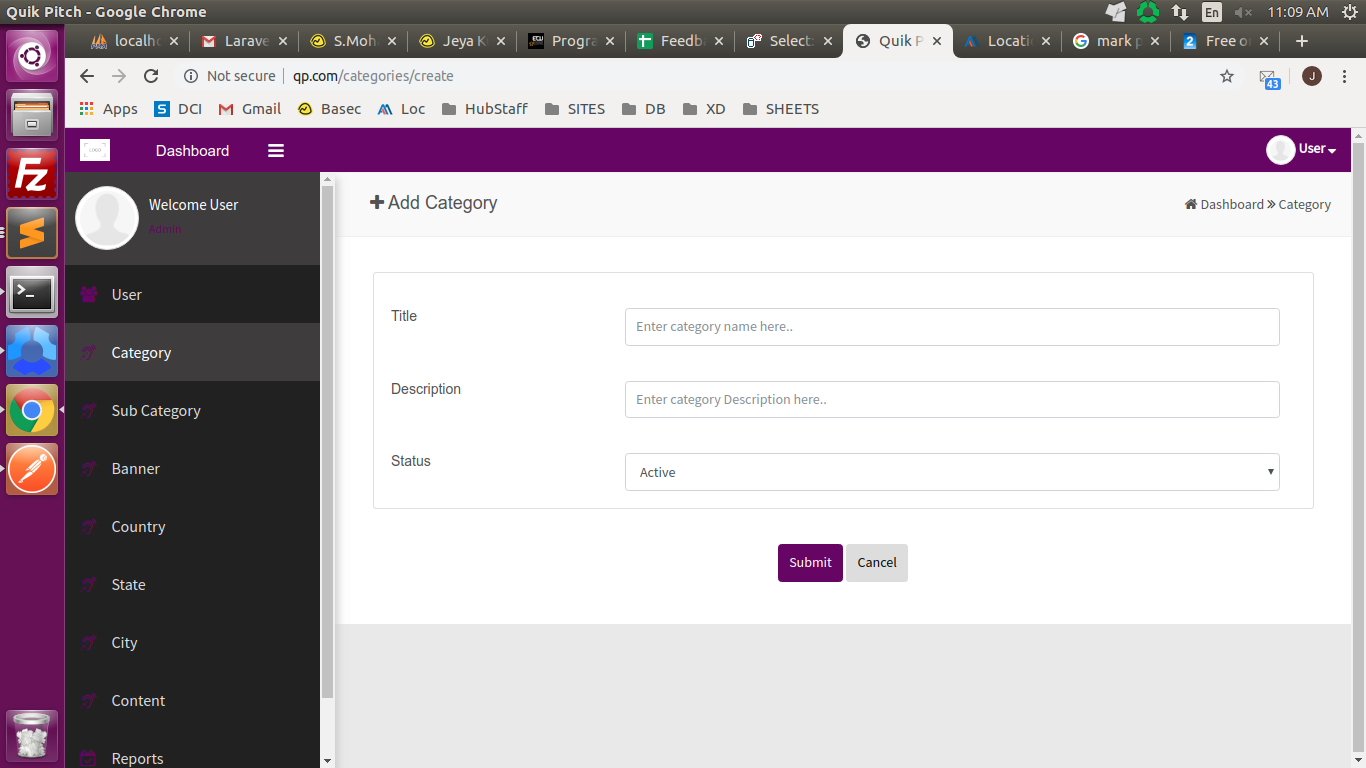 Quik Pitch - Google Chrome
En
11:09 AM
localho
Larave
S.Moh
Jeya K
Progra
Feedb
Select
Quik P
Locati
mark p
Free o
Not secure
qp.com/categories/create
43
J
Apps
DCI
Gmail
Basec
Loc
HubStaff
SITES
DB
XD
SHEETS
LOGO
Dashboard
User
Welcome User
Admin
Add Category
Dashboard » Category
User
Category
Sub Category
Banner
Country
State
City
Content
Reports
Title
Enter category name here..
Description
Enter category Description here..
Status
Active
Submit
Cancel